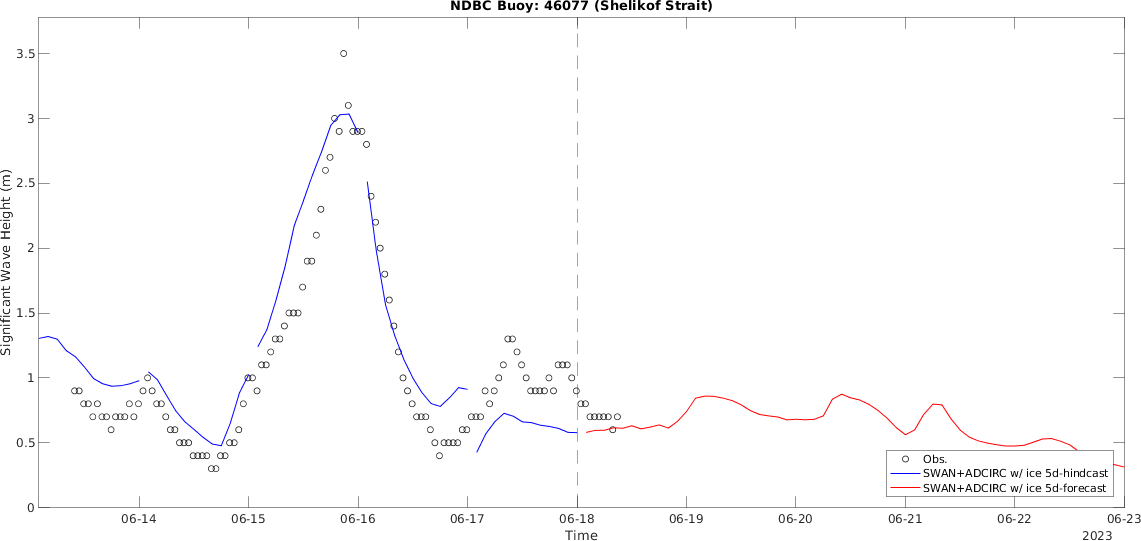 NDBC Buoy: 46077 (Shelikof Strait)
3.5
3
2.5
2
1.5
1
0.5
0
Significant Wave Height (m)
Obs.
SWAN+ADCIRC w/ ice 5d-hindcast
SWAN+ADCIRC w/ ice 5d-forecast
06-14 06-15 06-16 06-17 06-18 06-19 06-20 06-21 06-22 06-23
Time
2023